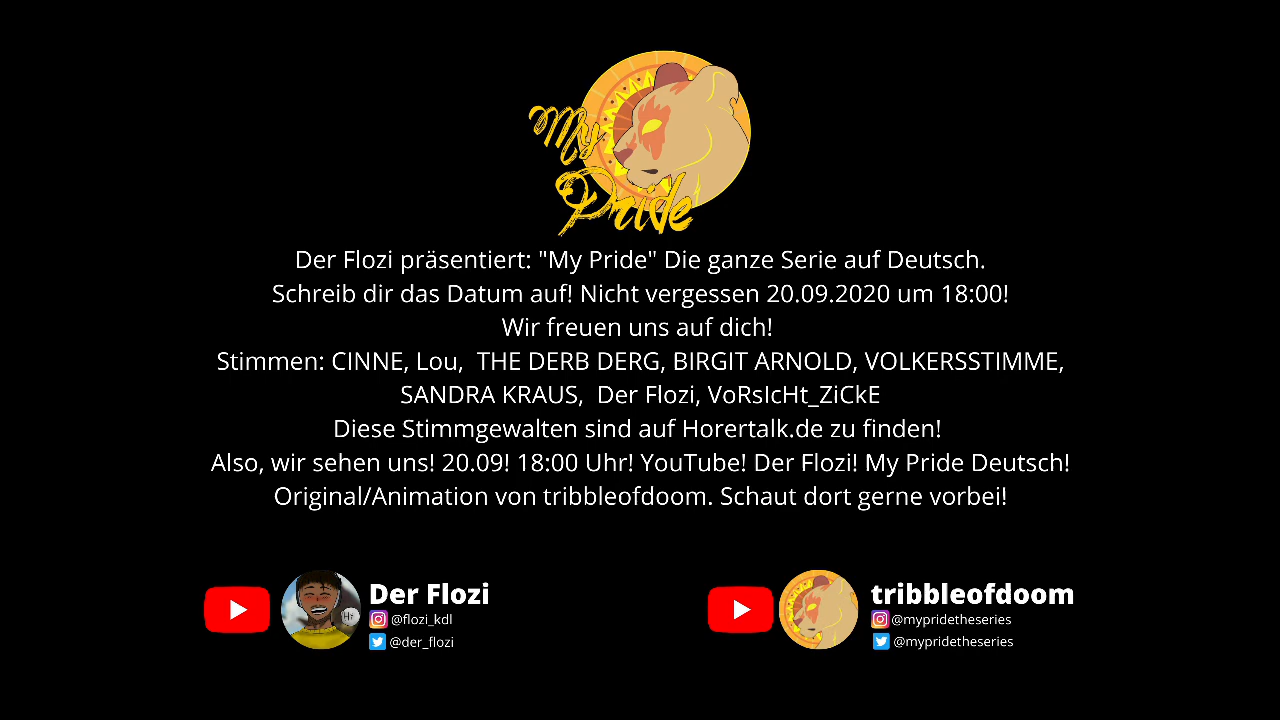 My
Pride
Der Flozi präsentiert: "My Pride" Die ganze Serie auf Deutsch.
Schreib dir das Datum auf! Nicht vergessen 20.09.2020 um 18:00!
Wir freuen uns auf dich!
Stimmen: CINNE, Lou, THE DERB DERG, BIRGIT ARNOLD, VOLKERSSTIMME,
SANDRA KRAUS, Der Flozi, VoRsIcHt_ZiCkE
Diese Stimmgewalten sind auf Horertalk.de zu finden!
Also, wir sehen uns! 20.09! 18:00 Uhr! YouTube! Der Flozi! My Pride Deutsch!
Original/Animation von tribbleofdoom. Schaut dort gerne vorbei!
Hi
Der Flozi
@flozi_kdl
@der_flozi
tribbleofdoom
@mypridetheseries
@mypridetheseries